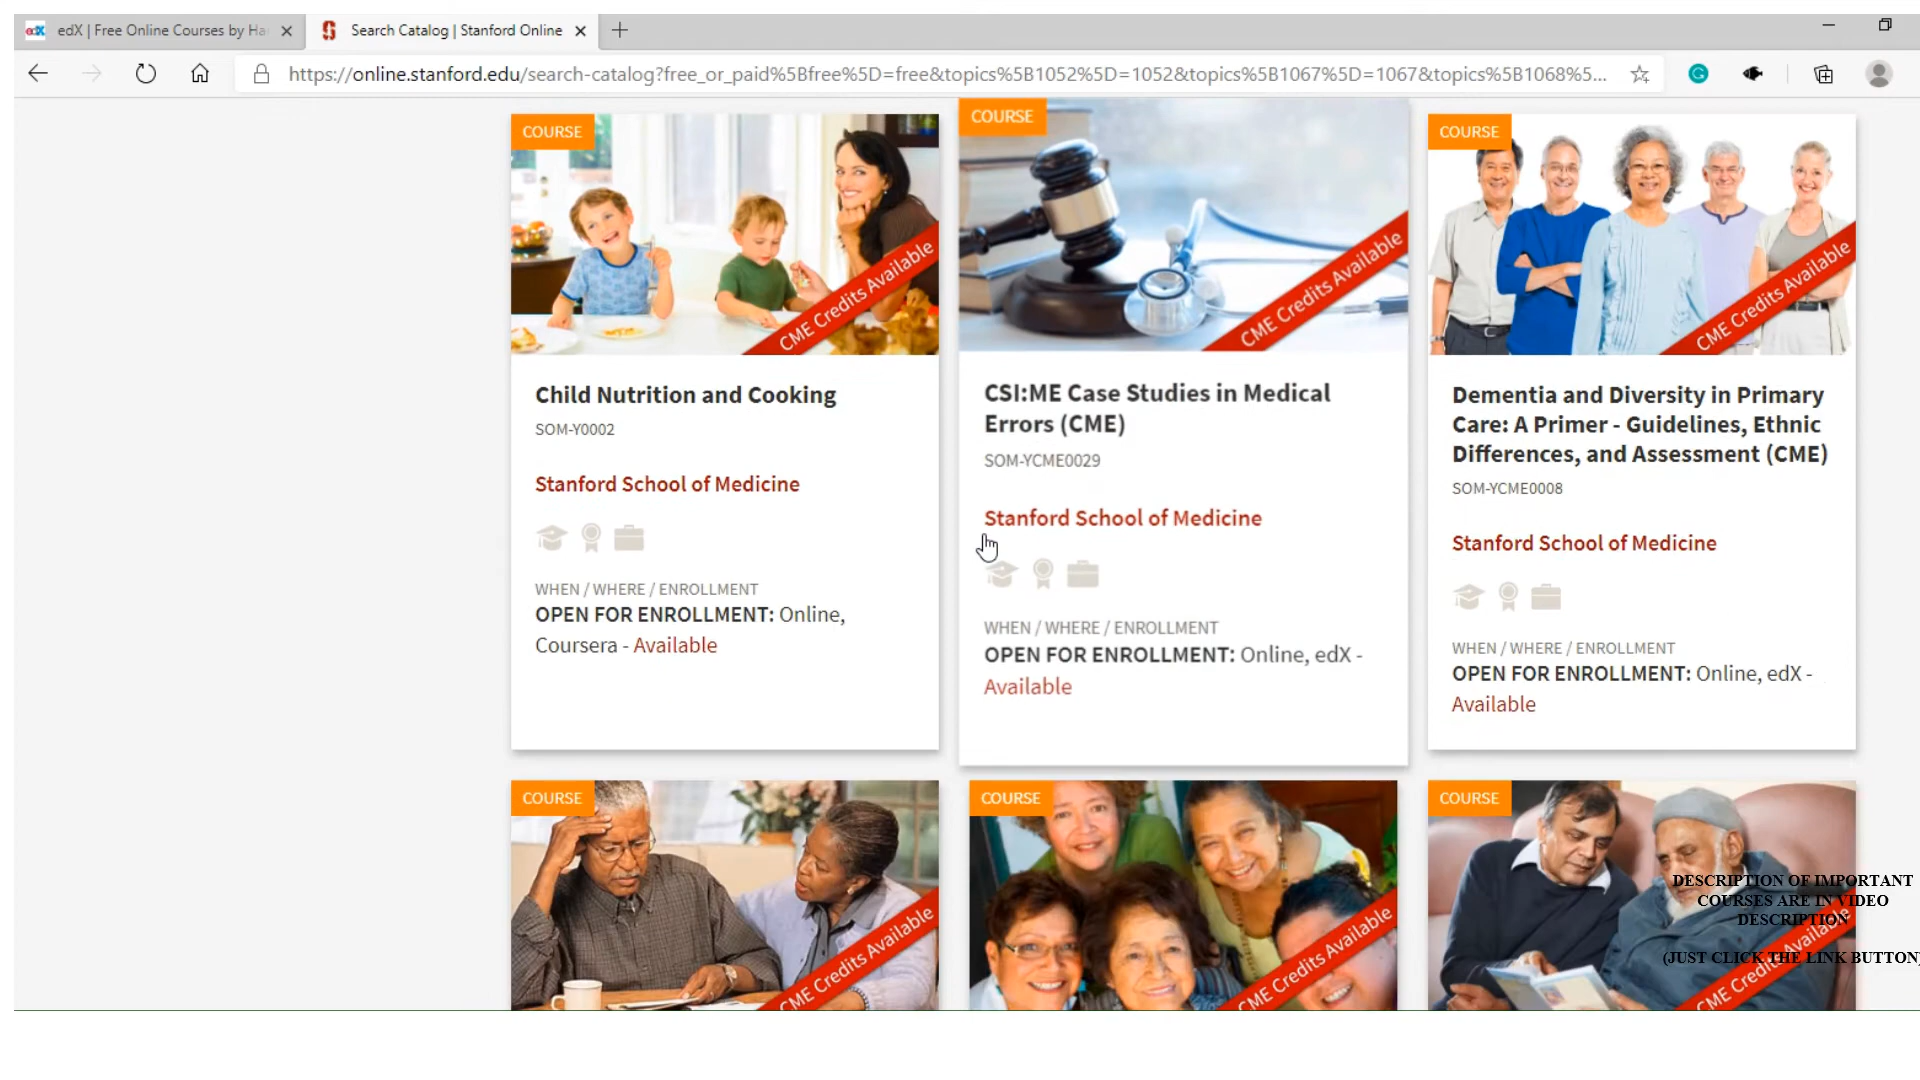 edX | Free Online Courses by Ha
Search Catalog | Stanford Online
https://online.stanford.edu/search-catalog?free_or_paid%5Bfree%5D=free&topics%5B1052%5D=1052&topics%5B1067%5D=1067&topics%5B1068%5...
COURSE
CME Credits Available
Child Nutrition and Cooking
SOM-Y0002
Stanford School of Medicine
WHEN / WHERE / ENROLLMENT
OPEN FOR ENROLLMENT: Online,
Coursera - Available
COURSE
CME Credits Available
CSI:ME Case Studies in Medical
Errors (CME)
SOM-YCME0029
Stanford School of Medicine
WHEN / WHERE / ENROLLMENT
OPEN FOR ENROLLMENT: Online, edX -
Available
COURSE
CME Credits Available
Dementia and Diversity in Primary
Care: A Primer - Guidelines, Ethnic
Differences, and Assessment (CME)
SOM-YCME0008
Stanford School of Medicine
WHEN / WHERE / ENROLLMENT
OPEN FOR ENROLLMENT: Online, edX -
Available
COURSE
CME Credits Available
COURSE
CME Credits Available
COURSE
CME Credits Available
DESCRIPTION OF IMPORTANT
COURSES ARE IN VIDEO
DESCRIPTION
(JUST CLICK THE LINK BUTTON)